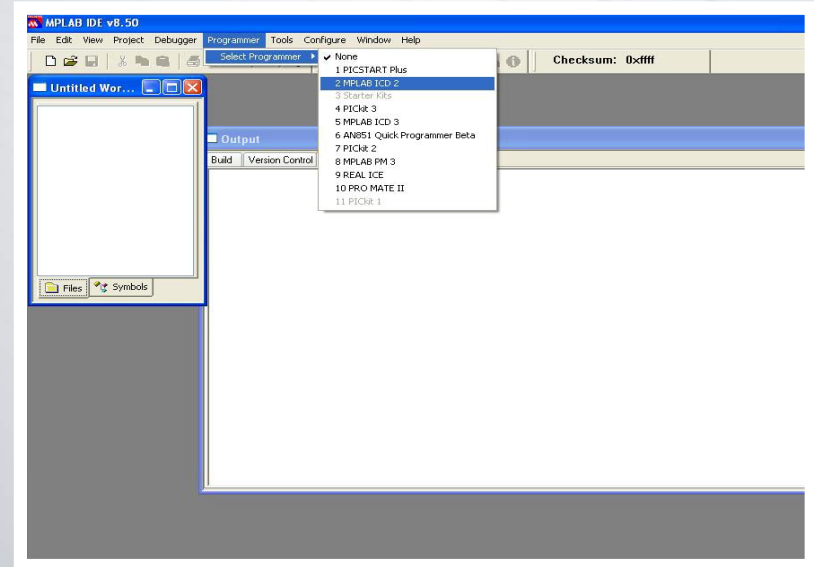 MPLAB IDE v8.50
File Edit View Project Debugger Programmer Tools Configure Window Help
Select Programmer
None
Checksum: 0xffff
1 PICSTART Plus
2 MPLAB ICD 2
3 Starter Kits
4 PICkit 3
5 MPLAB ICD 3
6 AN851 Quick Programmer Beta
7 PICkit 2
8 MPLAB PM 3
9 REAL ICE
10 PRO MATE II
11 PICkit 1
Untitled Wor...
Output
Build Version Control
Files Symbols